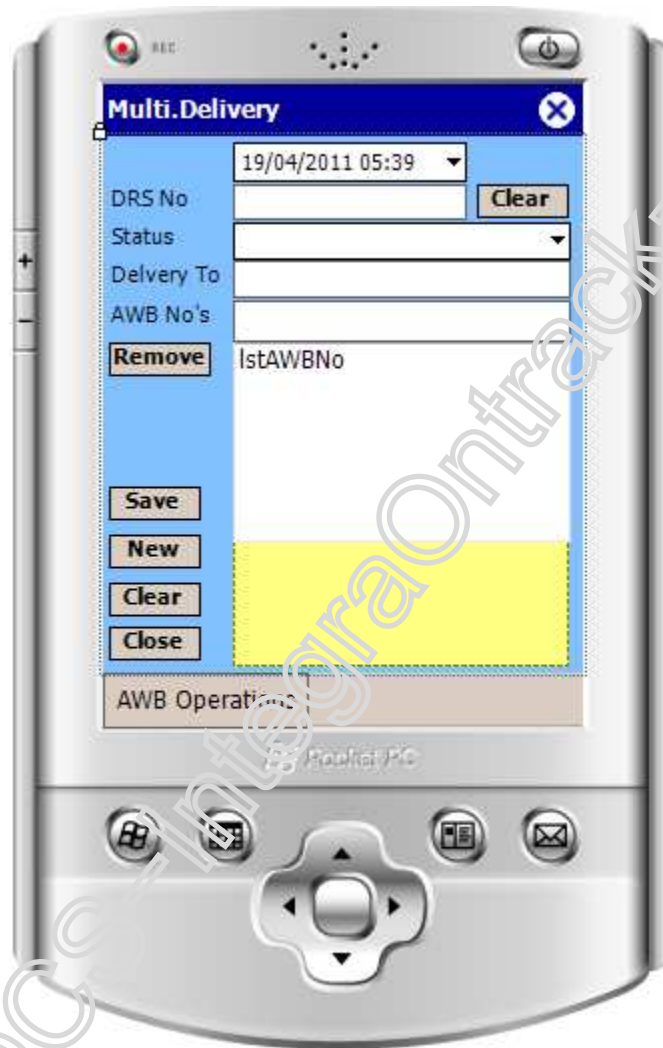 REC
Multi.Delivery
19/04/2011 05:39
DRS No
Clear
Status
Delvery To
AWB No's
Remove
lstAWBNo
Save
New
Clear
Close
AWB Operations
Pocket PC